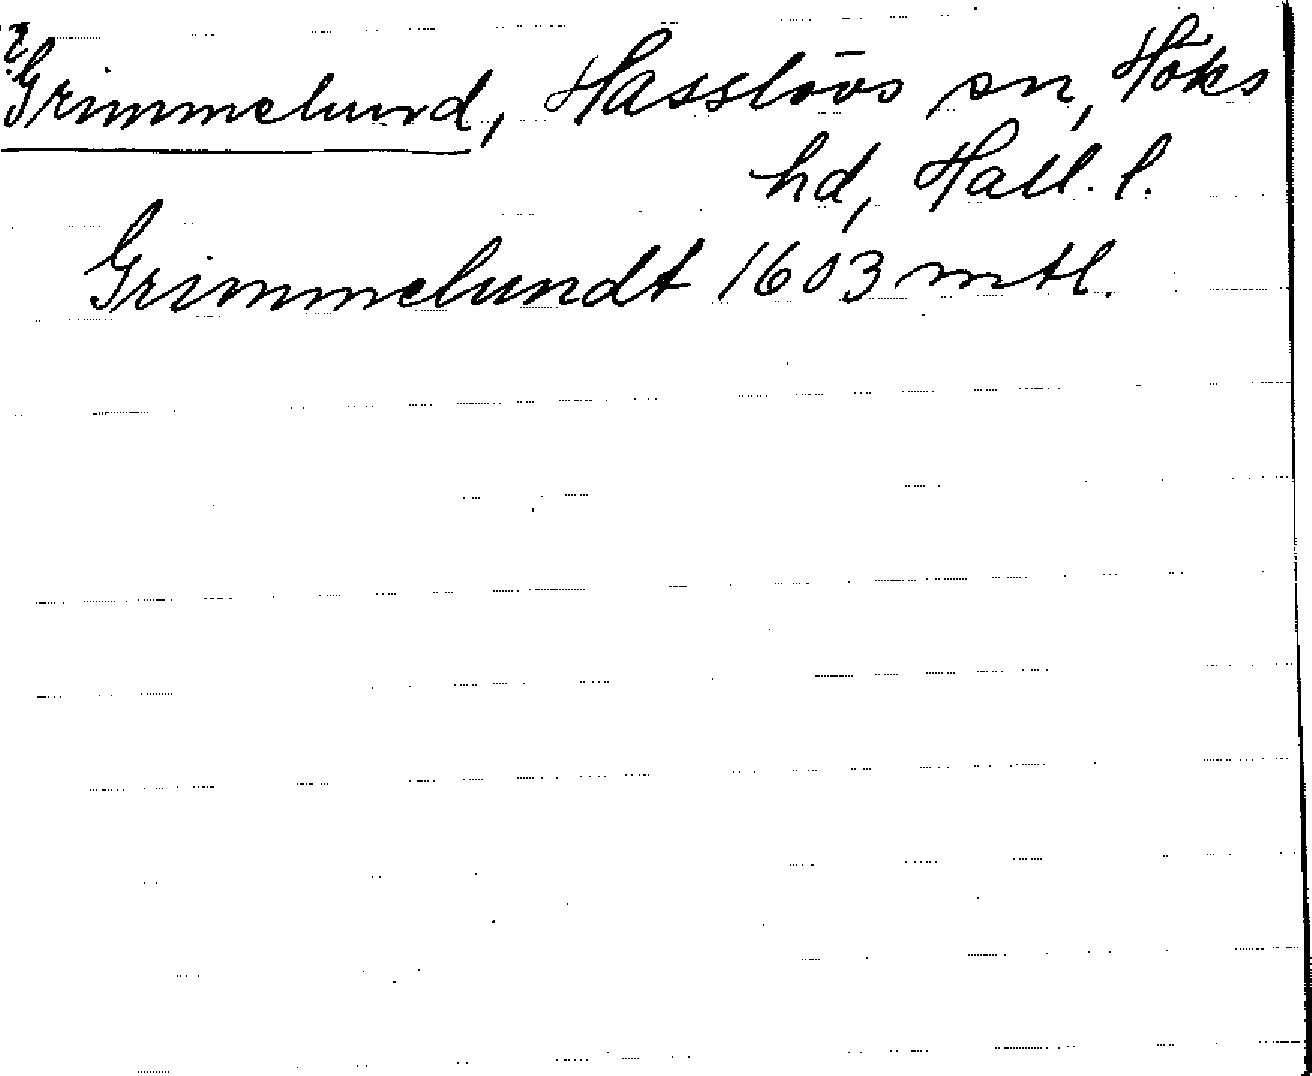 Grimmelund, Hasslövs sn, Höks
hd, Hall. l.
Grimmelundt 1603 mtl.